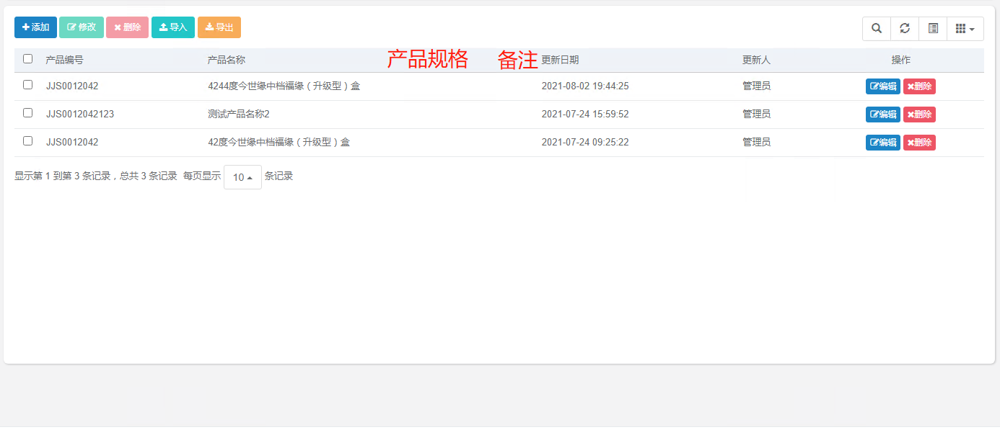 添加 修改 删除 导入 导出
产品编号 产品名称 产品规格 备注 更新日期 更新人 操作
JJS0012042 4244度今世缘中档福缘（升级型）盒 2021-08-02 19:44:25 管理员 编辑 删除
JJS0012042123 测试产品名称2 2021-07-24 15:59:52 管理员 编辑 删除
JJS0012042 42度今世缘中档福缘（升级型）盒 2021-07-24 09:25:22 管理员 编辑 删除
显示第 1 到第 3 条记录，总共 3 条记录 每页显示 10 条记录